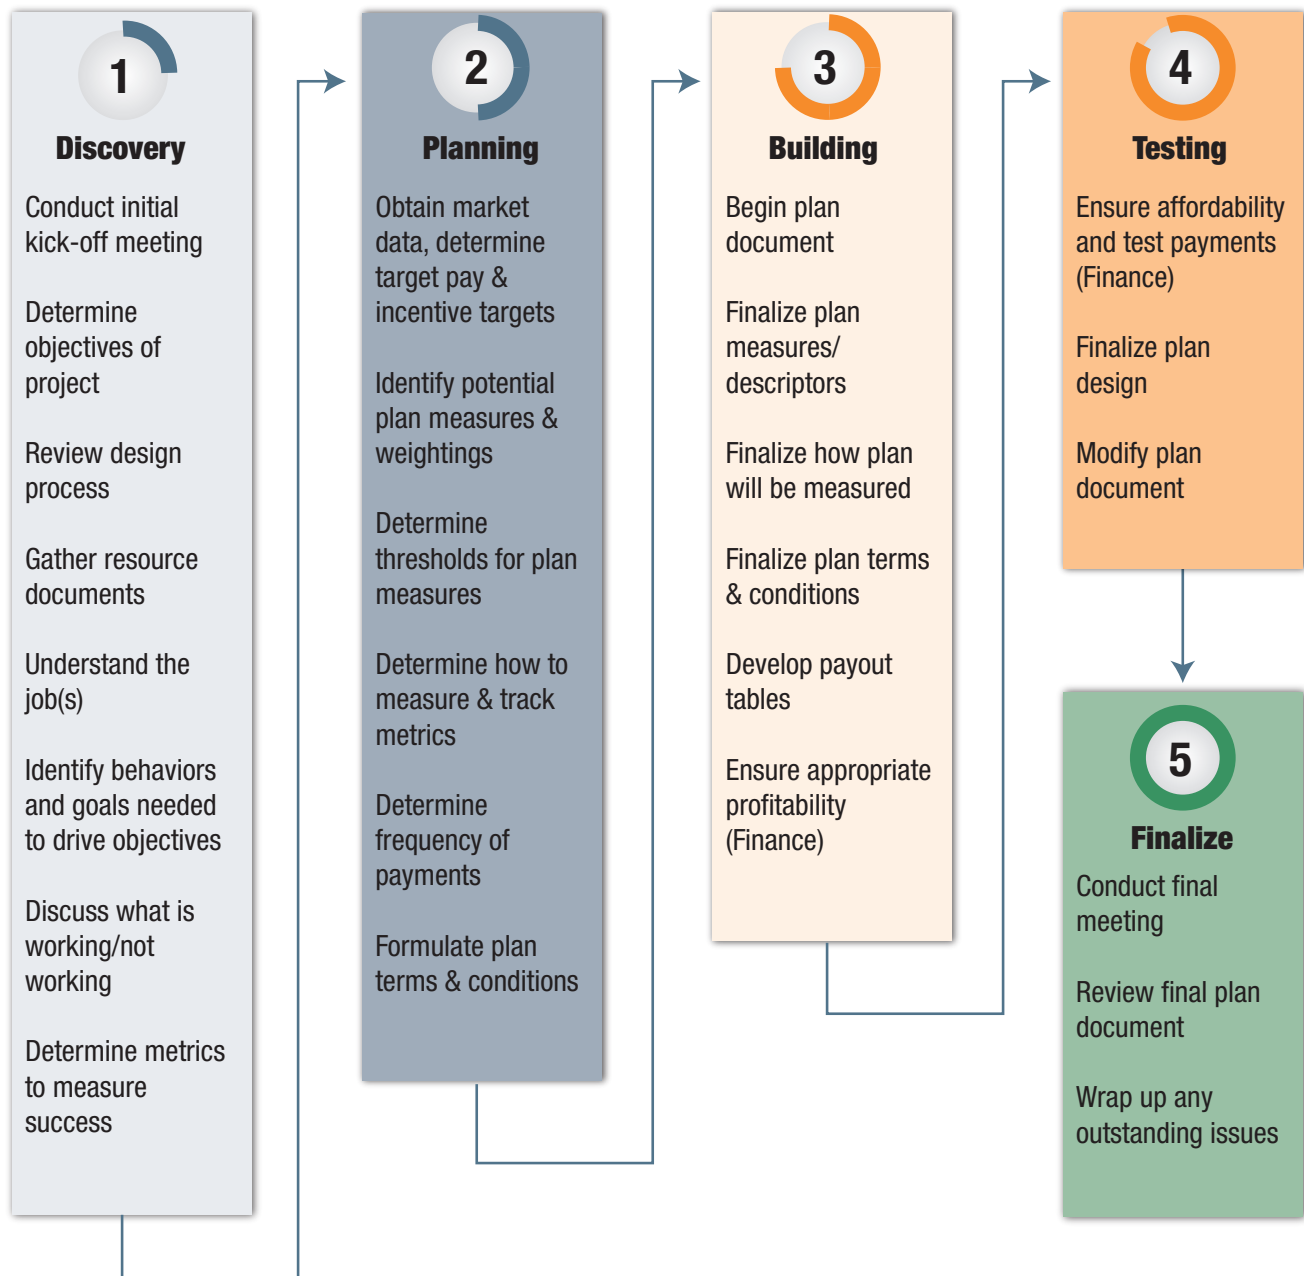 1
Discovery
Conduct initial
kick-off meeting
Determine
objectives of
project
Review design
process
Gather resource
documents
Understand the
job(s)
Identify behaviors
and goals needed
to drive objectives
Discuss what is
working/not
working
Determine metrics
to measure
success
2
Planning
Obtain market
data, determine
target pay &
incentive targets
Identify potential
plan measures &
weightings
Determine
thresholds for plan
measures
Determine how to
measure & track
metrics
Determine
frequency of
payments
Formulate plan
terms & conditions
3
Building
Begin plan
document
Finalize plan
measures/
descriptors
Finalize how plan
will be measured
Finalize plan terms
& conditions
Develop payout
tables
Ensure appropriate
profitability
(Finance)
4
Testing
Ensure affordability
and test payments
(Finance)
Finalize plan
design
Modify plan
document
5
Finalize
Conduct final
meeting
Review final plan
document
Wrap up any
outstanding issues